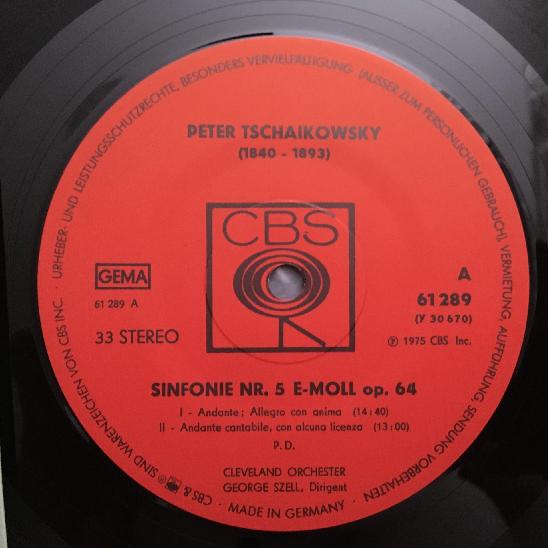 PETER TSCHAIKOWSKY
(1840 - 1893)
CBS
GEMA
61 289 A
33 STEREO
A
61 289
(Y 30 670)
℗ 1975 CBS Inc.
SINFONIE NR. 5 E-MOLL op. 64
I - Andante; Allegro con anima (14:40)
II - Andante cantabile, con alcuna licenza (13:00)
P. D.
CLEVELAND ORCHESTER
GEORGE SZELL, Dirigent
MADE IN GERMANY
® CBS & SIND WARENZEICHEN VON CBS INC. · URHEBER- UND LEISTUNGSSCHUTZRECHTE, BESONDERS VERVIELFÄLTIGUNG (AUSSER ZUM PERSÖNLICHEN GEBRAUCH), VERMIETUNG, AUFFÜHRUNG, SENDUNG VORBEHALTEN